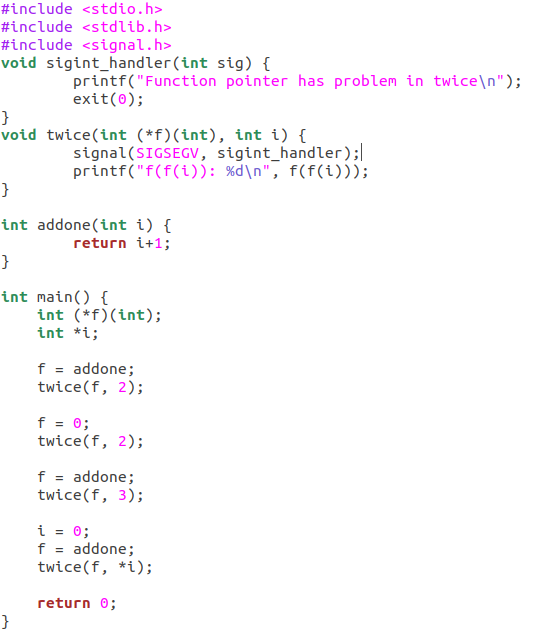 #include <stdio.h>
#include <stdlib.h>
#include <signal.h>
void sigint_handler(int sig) {
        printf("Function pointer has problem in twice\n");
        exit(0);
}
void twice(int (*f)(int), int i) {
        signal(SIGSEGV, sigint_handler);
        printf("f(f(i)): %d\n", f(f(i)));
}

int addone(int i) {
        return i+1;
}

int main() {
    int (*f)(int);
    int *i;

    f = addone;
    twice(f, 2);

    f = 0;
    twice(f, 2);

    f = addone;
    twice(f, 3);

    i = 0;
    f = addone;
    twice(f, *i);

    return 0;
}